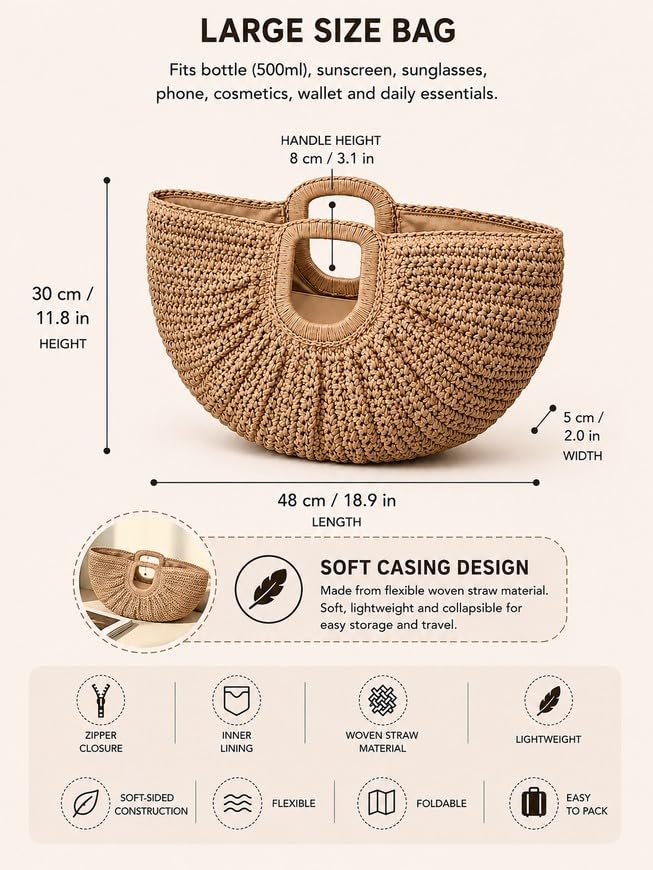 LARGE SIZE BAG
Fits bottle (500ml), sunscreen, sunglasses,
phone, cosmetics, wallet and daily essentials.
HANDLE HEIGHT
8 cm / 3.1 in
30 cm /
11.8 in
HEIGHT
5 cm /
2.0 in
WIDTH
48 cm / 18.9 in
LENGTH
SOFT CASING DESIGN
Made from flexible woven straw material.
Soft, lightweight and collapsible for
easy storage and travel.
ZIPPER
CLOSURE
INNER
LINING
WOVEN STRAW
MATERIAL
LIGHTWEIGHT
SOFT-SIDED
CONSTRUCTION
FLEXIBLE
FOLDABLE
EASY
TO PACK